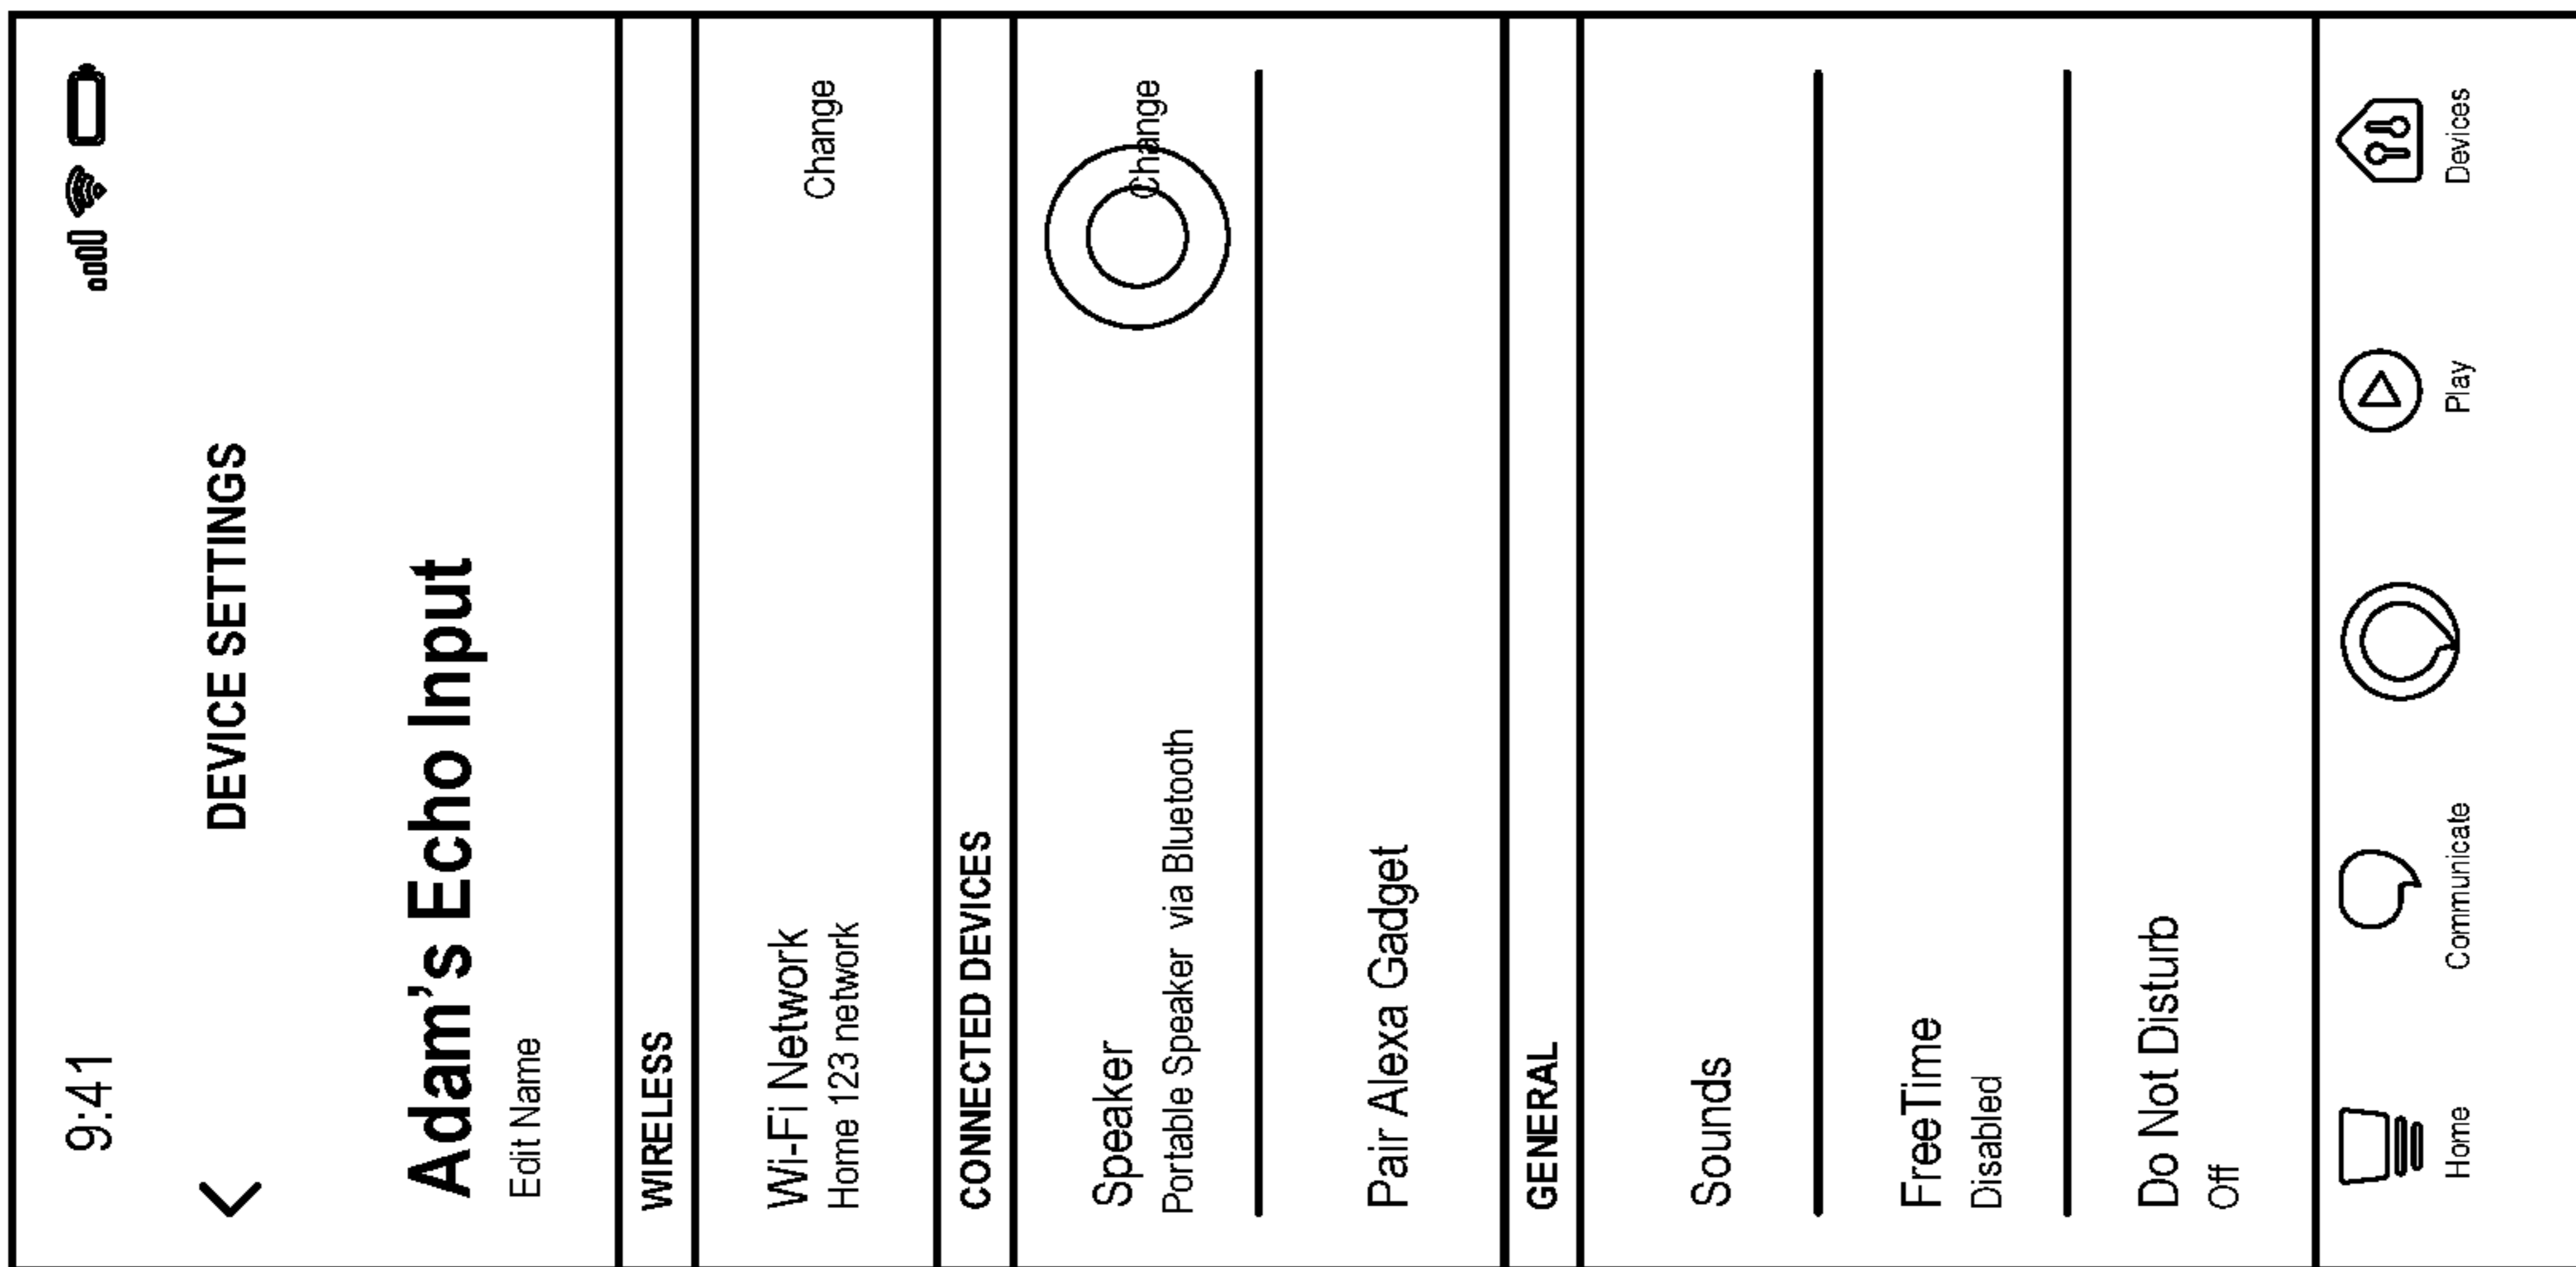 9:41
DEVICE SETTINGS
Adam's Echo Input
Edit Name
WIRELESS
Wi-Fi Network
Home 123 network
Change
CONNECTED DEVICES
Speaker
Portable Speaker via Bluetooth
Change
Pair Alexa Gadget
GENERAL
Sounds
FreeTime
Disabled
Do Not Disturb
Off
Home
Communicate
Play
Devices